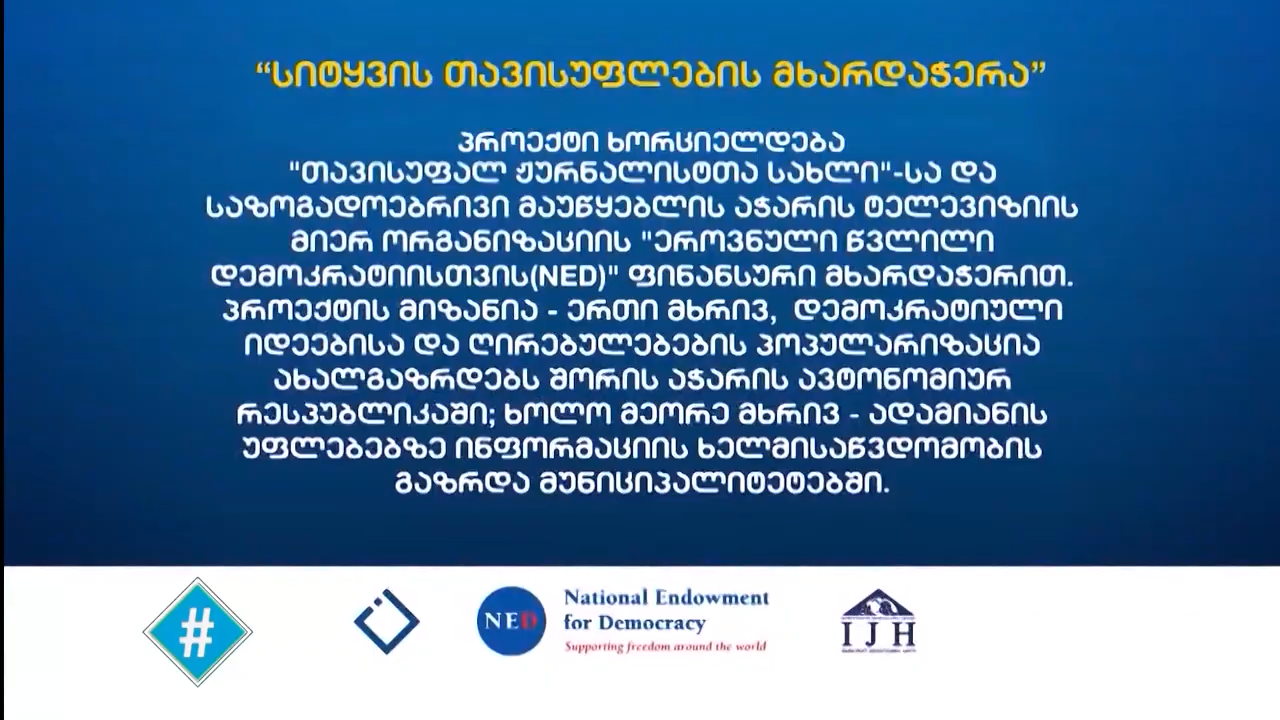 “სიტყვის თავისუფლების მხარდაჭერა”
პროექტი ხორციელდება
"თავისუფალ ჟურნალისტთა სახლი"-სა და
საზოგადოებრივი მაუწყებლის აჭარის ტელევიზიის
მიერ ორგანიზაციის "ეროვნული წვლილი
დემოკრატიისთვის(NED)" ფინანსური მხარდაჭერით.
პროექტის მიზანია - ერთი მხრივ, დემოკრატიული
იდეებისა და ღირებულებების პოპულარიზაცია
ახალგაზრდებს შორის აჭარის ავტონომიურ
რესპუბლიკაში; ხოლო მეორე მხრივ - ადამიანის
უფლებებზე ინფორმაციის ხელმისაწვდომობის
გაზრდა მუნიციპალიტეტებში.
#
NED
National Endowment
for Democracy
Supporting freedom around the world
IJH